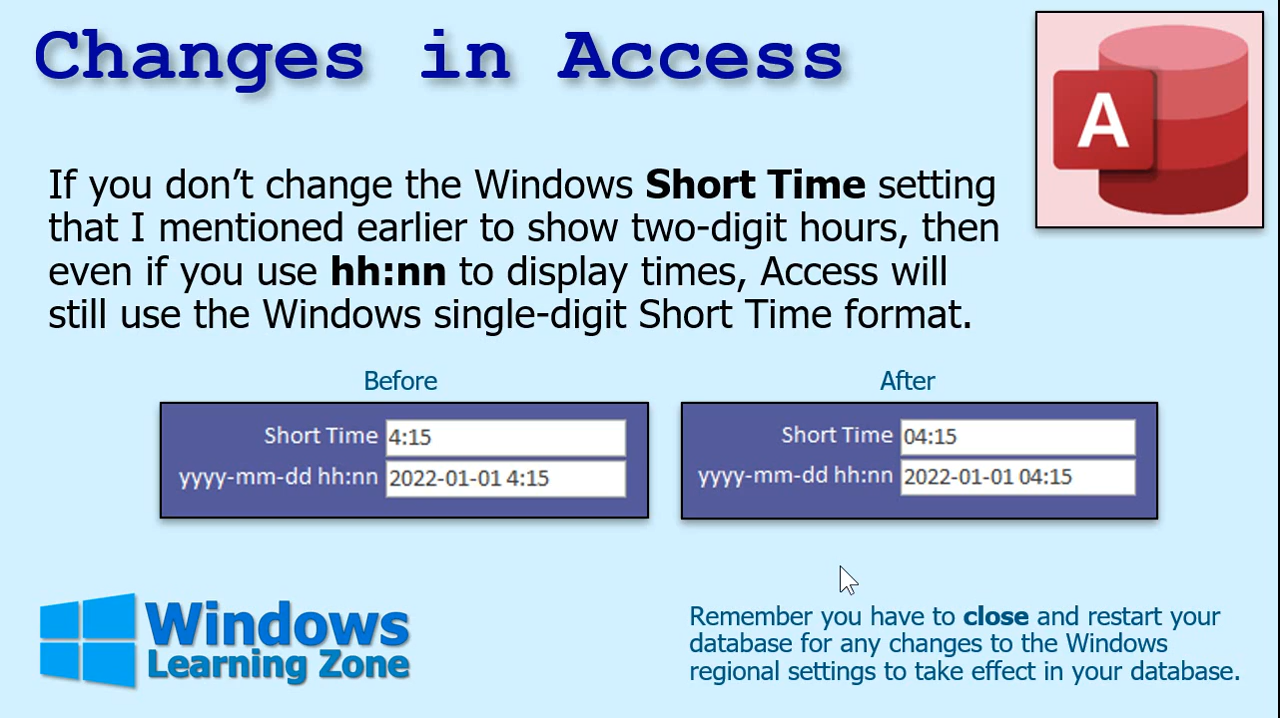 Changes in Access
A
If you don’t change the Windows Short Time setting
that I mentioned earlier to show two-digit hours, then
even if you use hh:nn to display times, Access will
still use the Windows single-digit Short Time format.
Before
Short Time 4:15
yyyy-mm-dd hh:nn 2022-01-01 4:15
After
Short Time 04:15
yyyy-mm-dd hh:nn 2022-01-01 04:15
Windows
Learning Zone
Remember you have to close and restart your
database for any changes to the Windows
regional settings to take effect in your database.